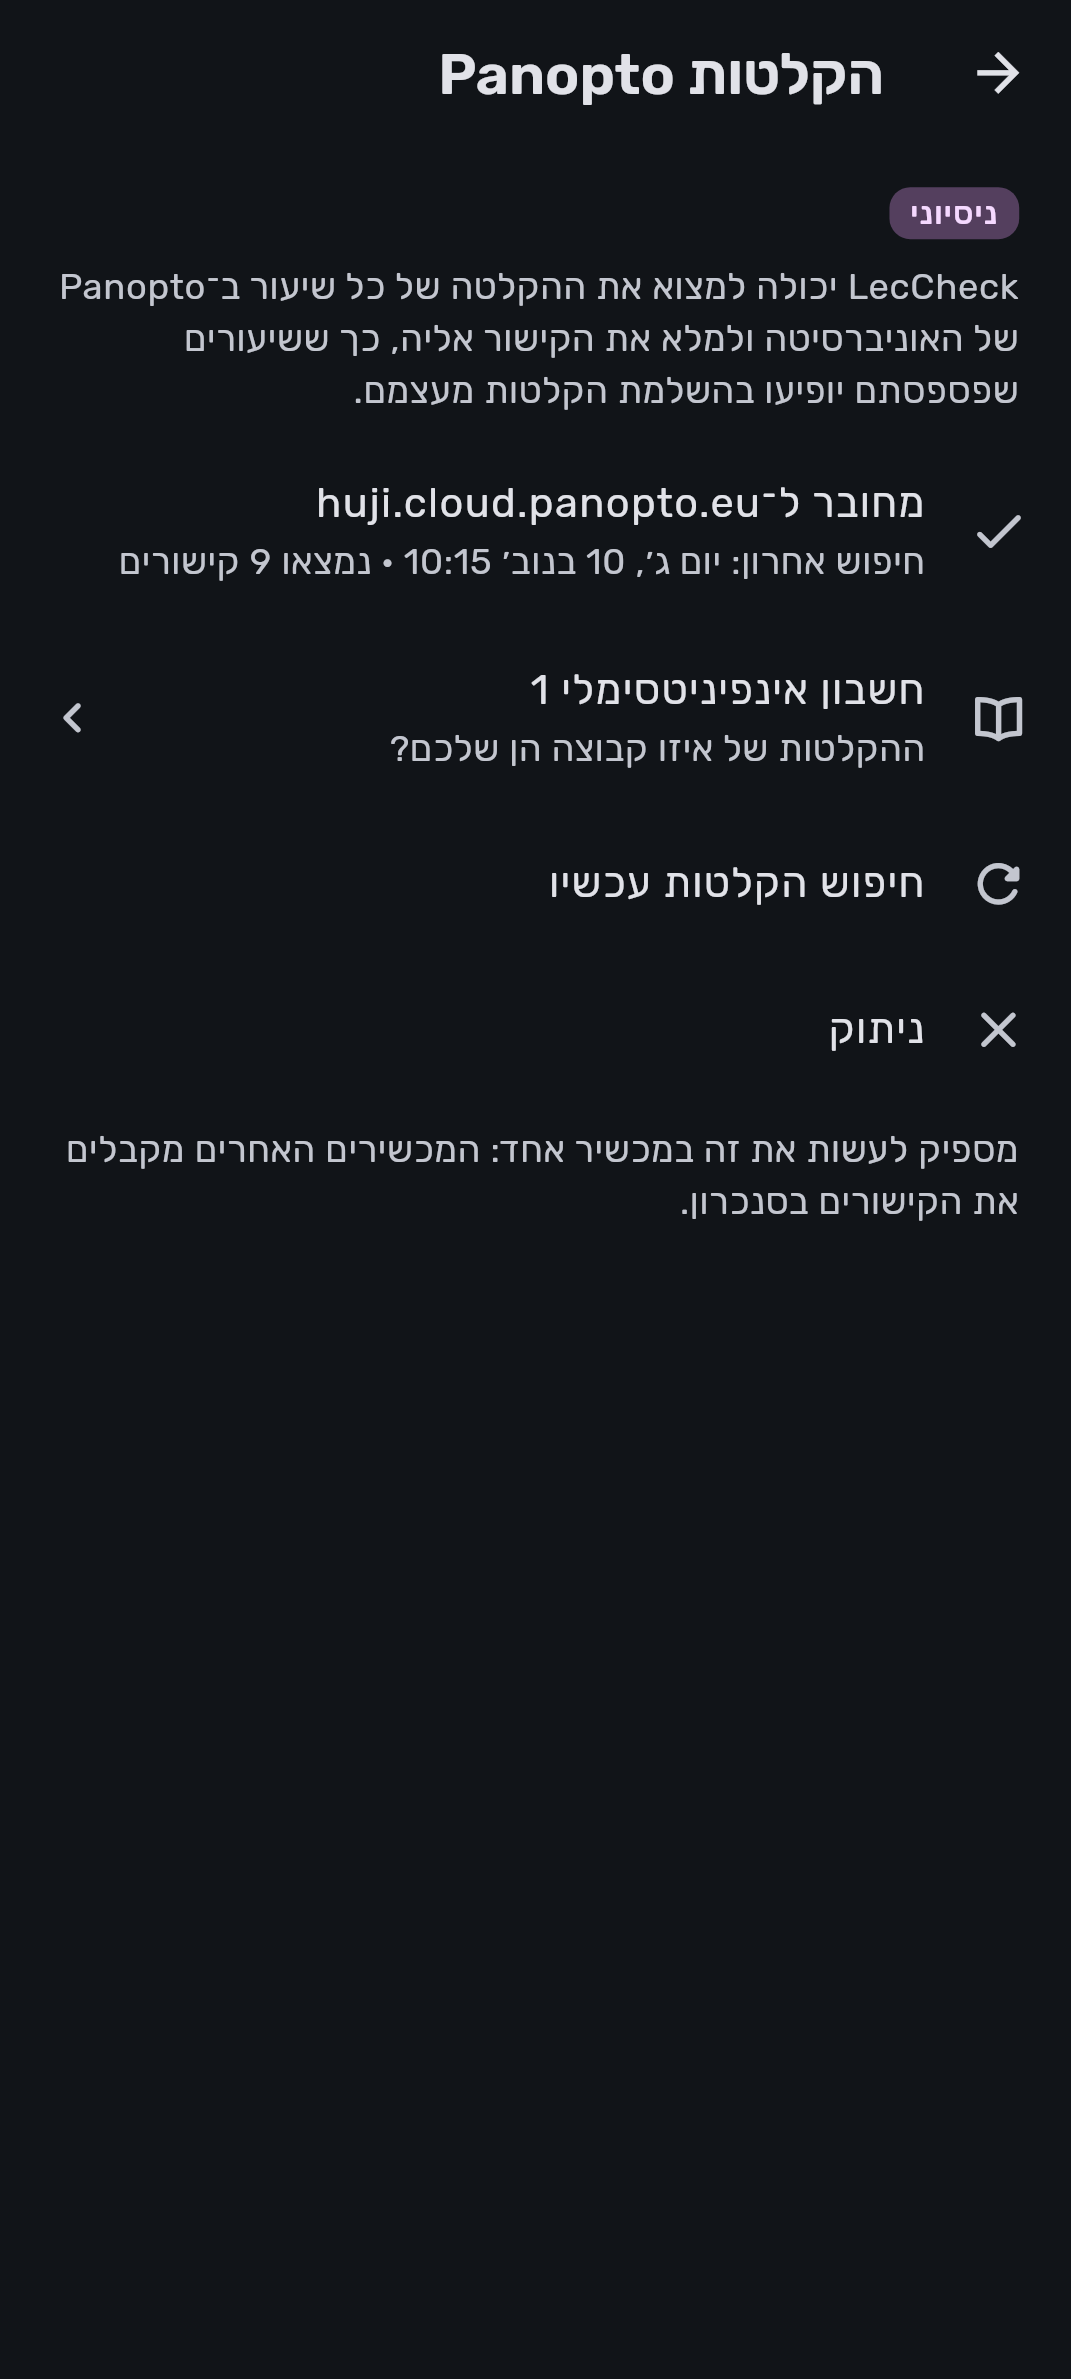 הקלטות Panopto
ניסיוני
LecCheck יכולה למצוא את ההקלטה של כל שיעור ב־Panopto
של האוניברסיטה ולמלא את הקישור אליה, כך ששיעורים
שפספסתם יופיעו בהשלמת הקלטות מעצמם.
מחובר ל־huji.cloud.panopto.eu
חיפוש אחרון: יום ג׳, 10 בנוב׳ 10:15 • נמצאו 9 קישורים
חשבון אינפיניטסימלי 1
ההקלטות של איזו קבוצה הן שלכם?
חיפוש הקלטות עכשיו
ניתוק
מספיק לעשות את זה במכשיר אחד: המכשירים האחרים מקבלים
את הקישורים בסנכרון.